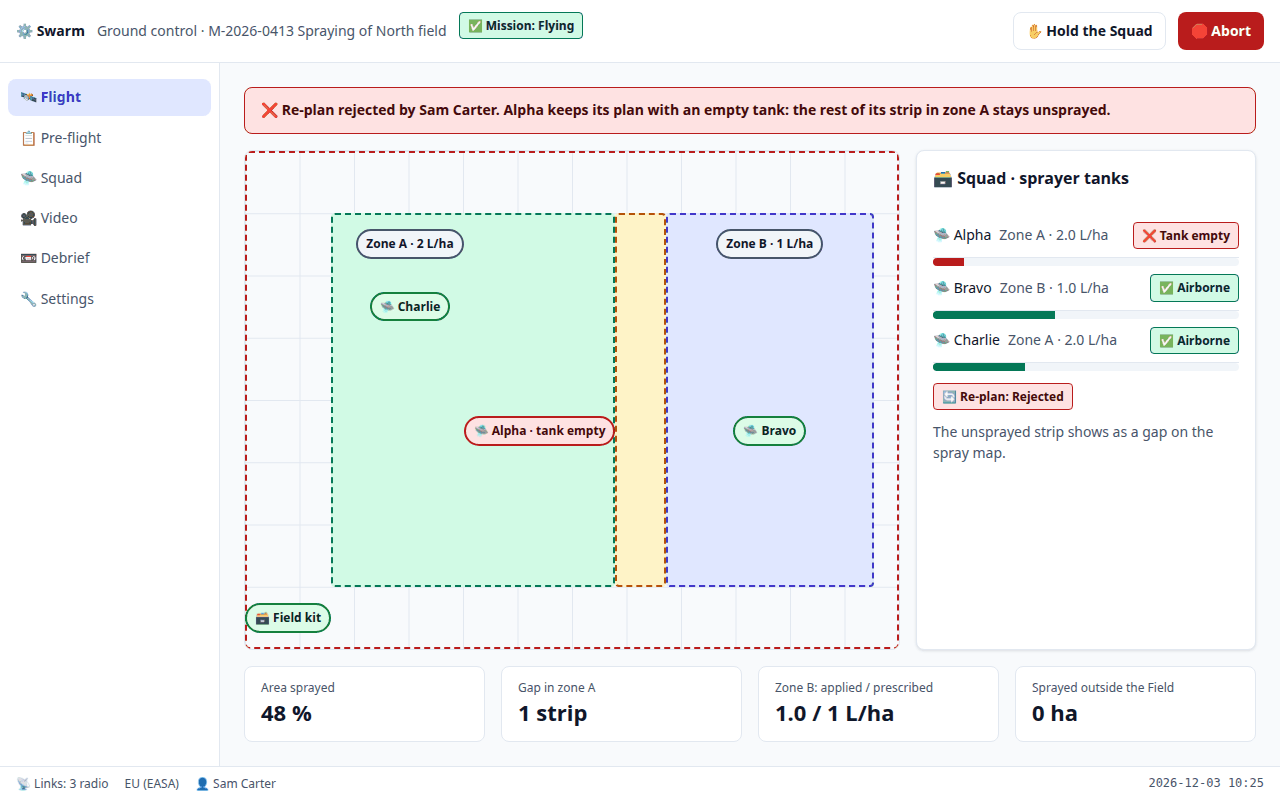 ⚙️ Swarm Ground control · M-2026-0413 Spraying of North field ✅ Mission: Flying ✋ Hold the Squad 🛑 Abort
🛰️ Flight
📋 Pre-flight
🛸 Squad
🎥 Video
📼 Debrief
🔧 Settings
❌ Re-plan rejected by Sam Carter. Alpha keeps its plan with an empty tank: the rest of its strip in zone A stays unsprayed.
Zone A · 2 L/ha
Zone B · 1 L/ha
🛸 Charlie
🛸 Alpha · tank empty
🛸 Bravo
🗃️ Field kit
🗃️ Squad · sprayer tanks
🛸 Alpha Zone A · 2.0 L/ha ❌ Tank empty
🛸 Bravo Zone B · 1.0 L/ha ✅ Airborne
🛸 Charlie Zone A · 2.0 L/ha ✅ Airborne
🔄 Re-plan: Rejected
The unsprayed strip shows as a gap on the
spray map.
Area sprayed
48 %
Gap in zone A
1 strip
Zone B: applied / prescribed
1.0 / 1 L/ha
Sprayed outside the Field
0 ha
📡 Links: 3 radio EU (EASA) 👤 Sam Carter 2026-12-03 10:25